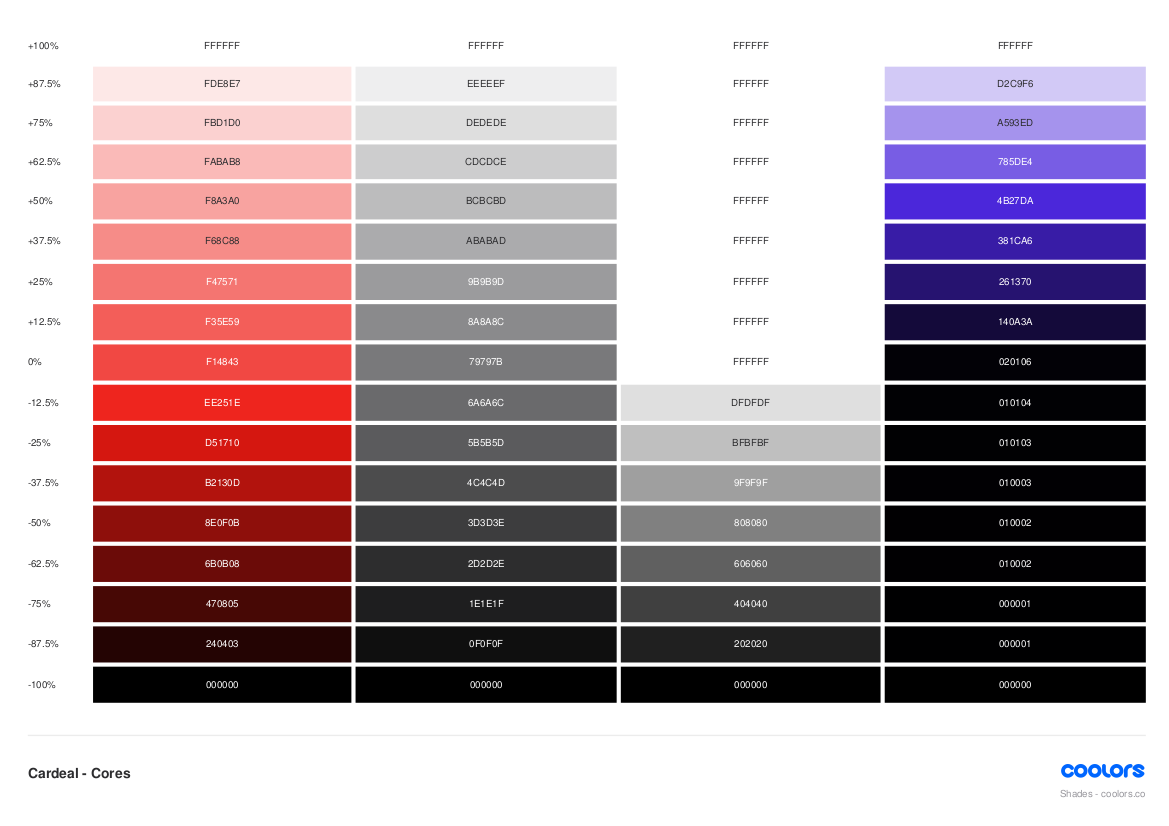 +100% FFFFFF FFFFFF FFFFFF FFFFFF
+87.5% FDE8E7 EEEEEF FFFFFF D2C9F6
+75% FBD1D0 DEDEDE FFFFFF A593ED
+62.5% FABAB8 CDCDCE FFFFFF 785DE4
+50% F8A3A0 BCBCBD FFFFFF 4B27DA
+37.5% F68C88 ABABAD FFFFFF 381CA6
+25% F47571 9B9B9D FFFFFF 261370
+12.5% F35E59 8A8A8C FFFFFF 140A3A
0% F14843 79797B FFFFFF 020106
-12.5% EE251E 6A6A6C DFDFDF 010104
-25% D51710 5B5B5D BFBFBF 010103
-37.5% B2130D 4C4C4D 9F9F9F 010003
-50% 8E0F0B 3D3D3E 808080 010002
-62.5% 6B0B08 2D2D2E 606060 010002
-75% 470805 1E1E1F 404040 000001
-87.5% 240403 0F0F0F 202020 000001
-100% 000000 000000 000000 000000
Cardeal - Cores
coolors
Shades - coolors.co